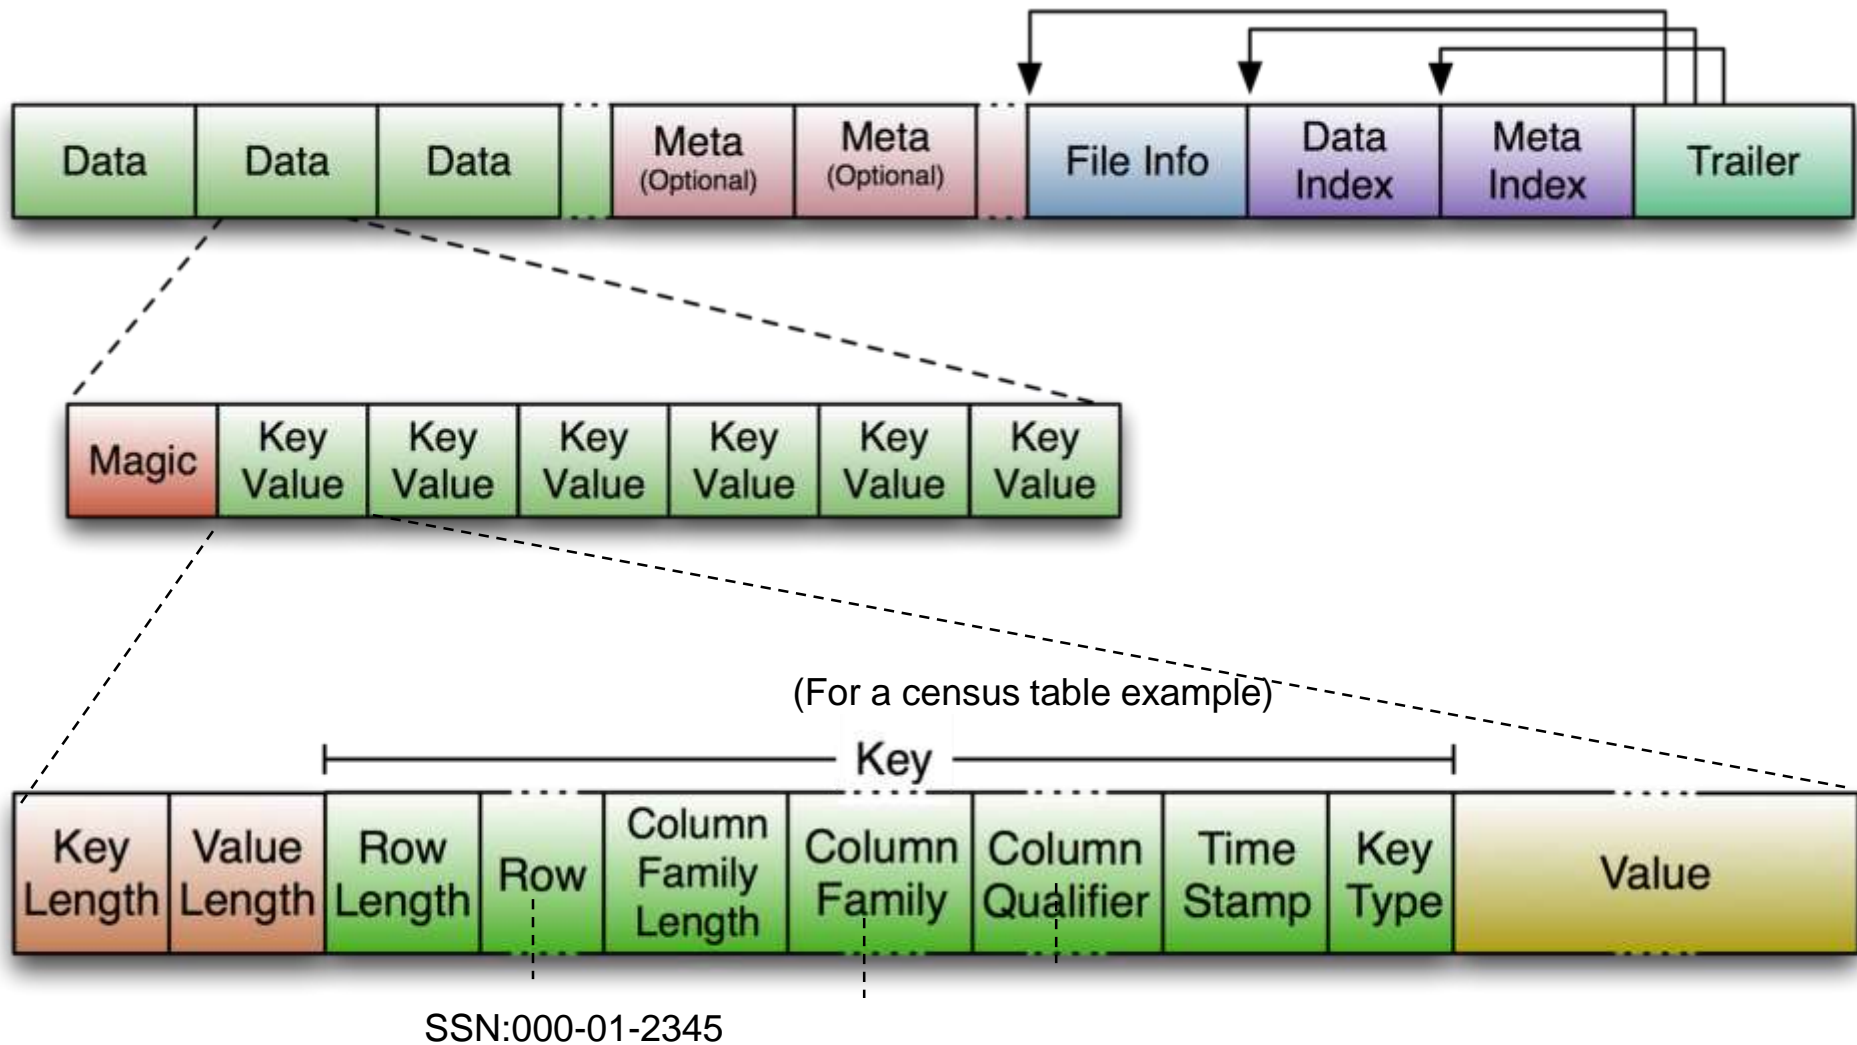 Data
Data
Data
Meta
(Optional)
Meta
(Optional)
File Info
Data
Index
Meta
Index
Trailer
Magic
Key
Value
Key
Value
Key
Value
Key
Value
Key
Value
Key
Value
(For a census table example)
Key
Key
Length
Value
Length
Row
Length
Row
Column
Family
Length
Column
Family
Column
Qualifier
Time
Stamp
Key
Type
Value
SSN:000-01-2345